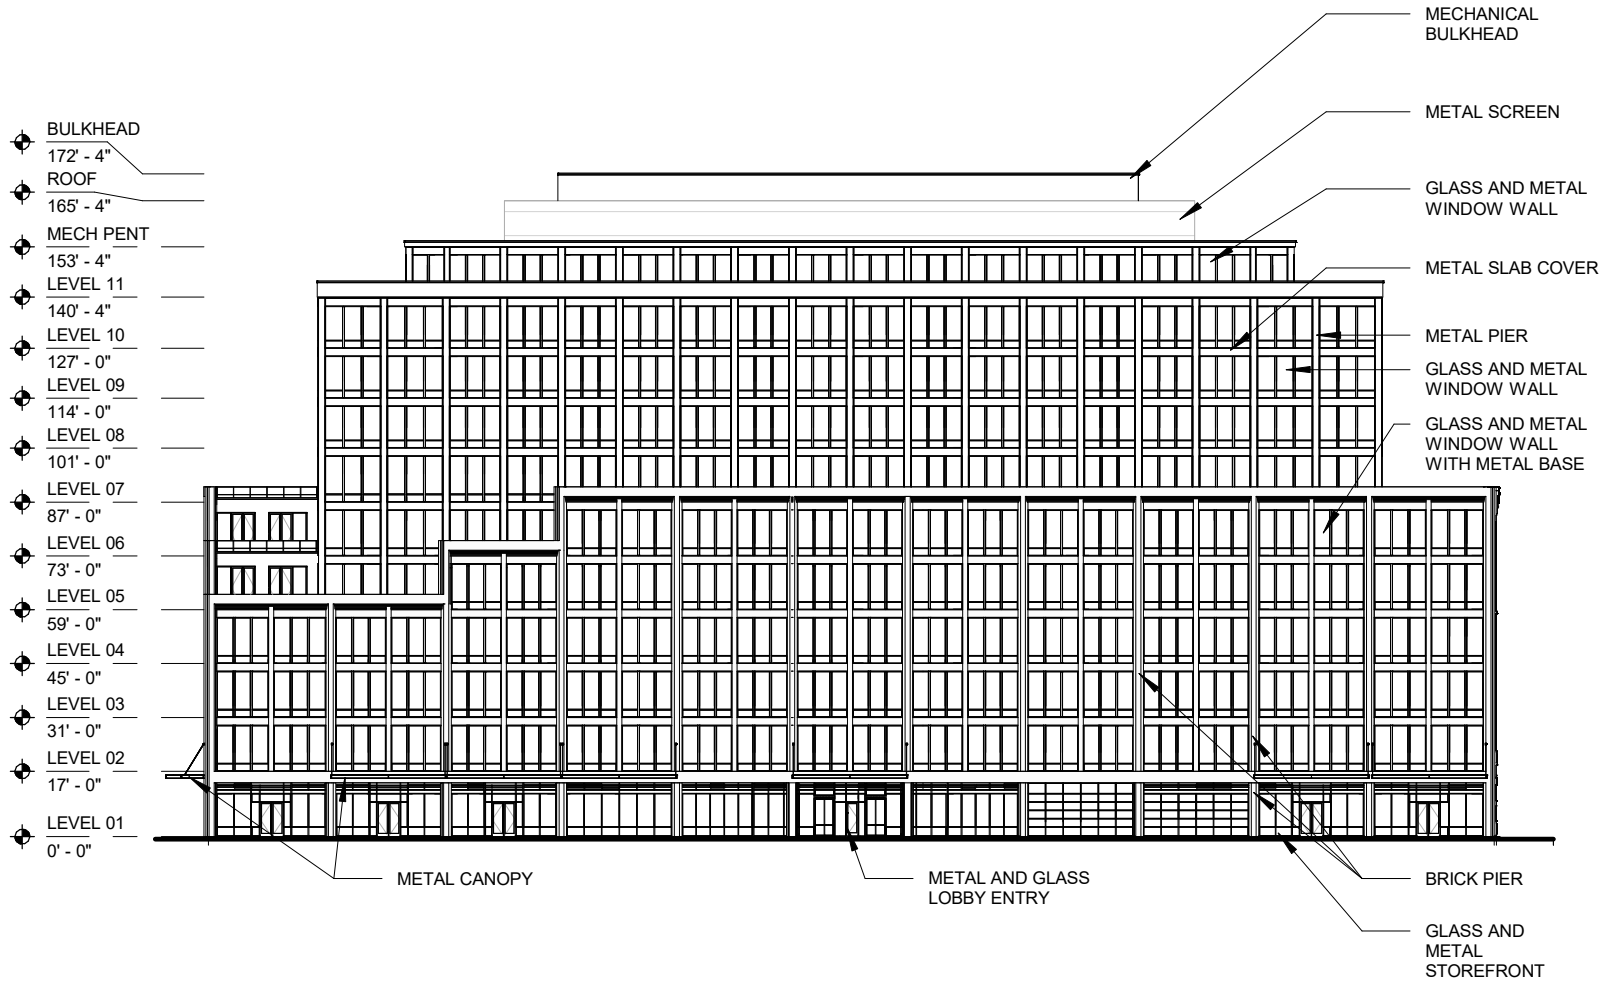 BULKHEAD
172' - 4"
ROOF
165' - 4"
MECH PENT
153' - 4"
LEVEL 11
140' - 4"
LEVEL 10
127' - 0"
LEVEL 09
114' - 0"
LEVEL 08
101' - 0"
LEVEL 07
87' - 0"
LEVEL 06
73' - 0"
LEVEL 05
59' - 0"
LEVEL 04
45' - 0"
LEVEL 03
31' - 0"
LEVEL 02
17' - 0"
LEVEL 01
0' - 0"
METAL CANOPY
METAL AND GLASS
LOBBY ENTRY
MECHANICAL
BULKHEAD
METAL SCREEN
GLASS AND METAL
WINDOW WALL
METAL SLAB COVER
METAL PIER
GLASS AND METAL
WINDOW WALL
GLASS AND METAL
WINDOW WALL
WITH METAL BASE
BRICK PIER
GLASS AND
METAL
STOREFRONT